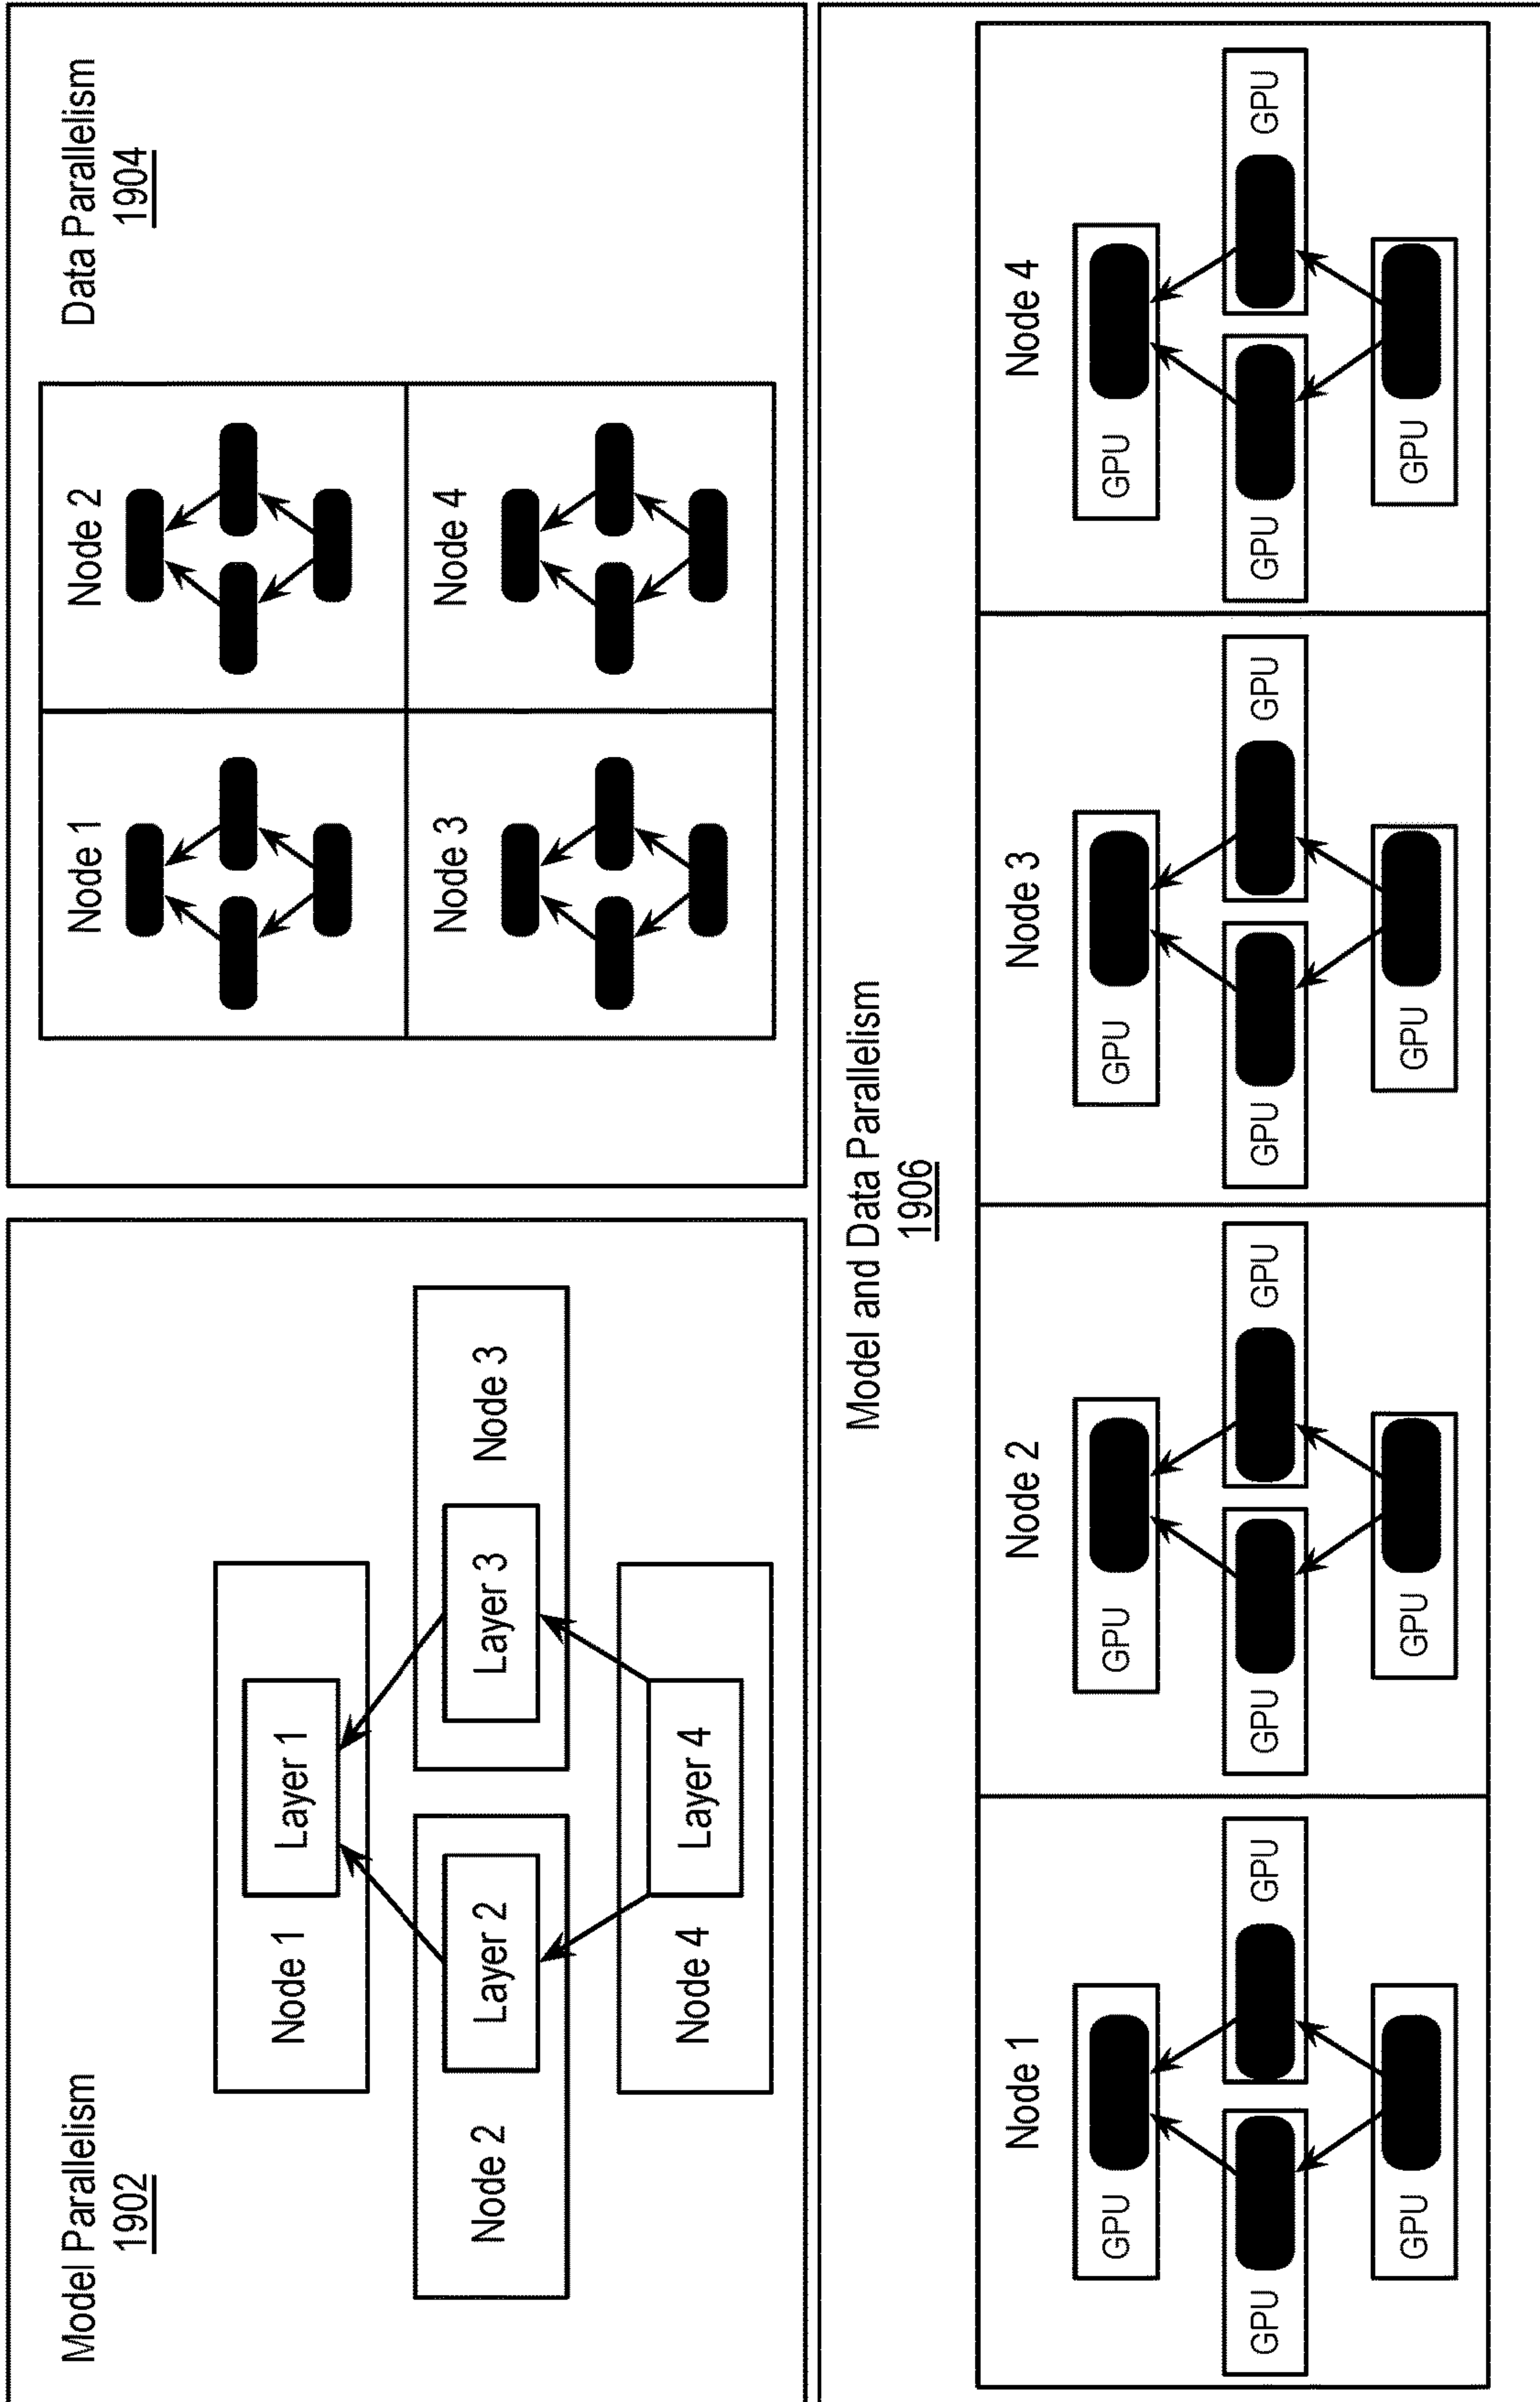 Model Parallelism
1902
Node 1
Layer 1
Node 2
Layer 2
Layer 3
Node 3
Node 4
Layer 4
Data Parallelism
1904
Node 1
Node 2
Node 3
Node 4
Model and Data Parallelism
1906
Node 1
GPU
GPU
GPU
GPU
Node 2
GPU
GPU
GPU
GPU
Node 3
GPU
GPU
GPU
GPU
Node 4
GPU
GPU
GPU
GPU